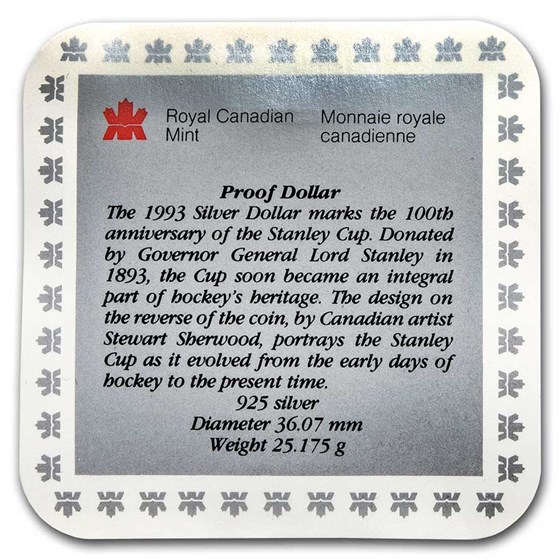 Royal Canadian Mint
Monnaie royale canadienne
Proof Dollar
The 1993 Silver Dollar marks the 100th
anniversary of the Stanley Cup. Donated
by Governor General Lord Stanley in
1893, the Cup soon became an integral
part of hockey's heritage. The design on
the reverse of the coin, by Canadian artist
Stewart Sherwood, portrays the Stanley
Cup as it evolved from the early days of
hockey to the present time.
925 silver
Diameter 36.07 mm
Weight 25.175 g